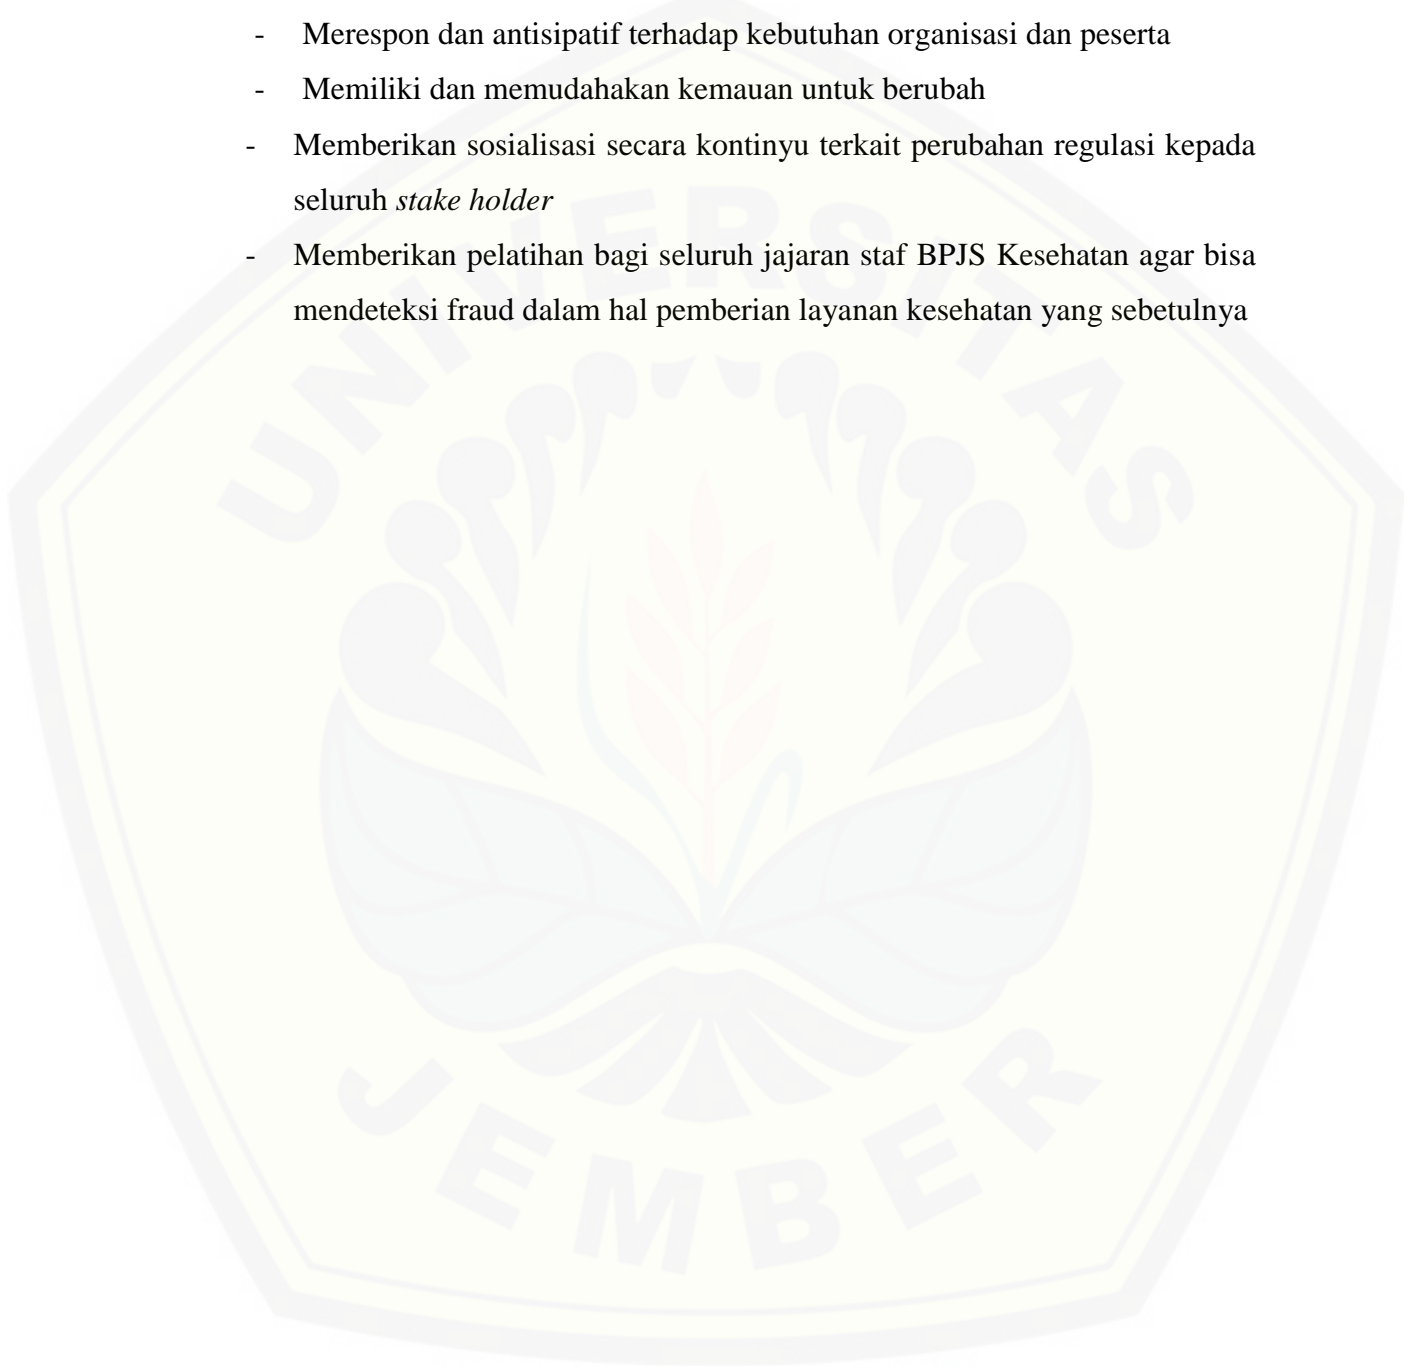 - Merespon dan antisipatif terhadap kebutuhan organisasi dan peserta
- Memiliki dan memudahakan kemauan untuk berubah
- Memberikan sosialisasi secara kontinyu terkait perubahan regulasi kepada
seluruh stake holder
- Memberikan pelatihan bagi seluruh jajaran staf BPJS Kesehatan agar bisa
mendeteksi fraud dalam hal pemberian layanan kesehatan yang sebetulnya
UNIVERSITAS
JEMBER